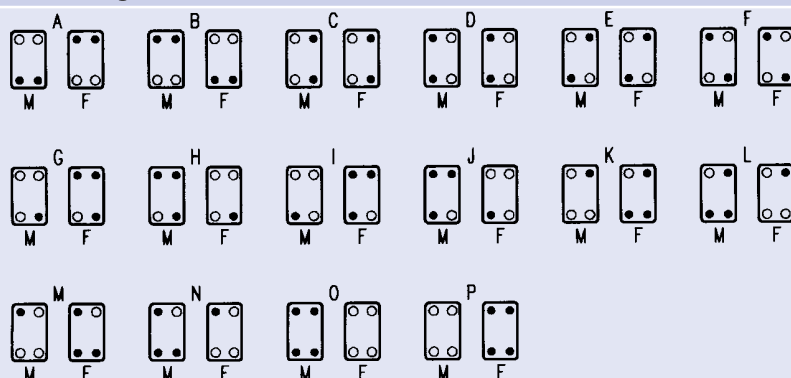 A B C D E F
M F M F M F M F M F M F
G H I J K L
M F M F M F M F M F M F
M N O P
M F M F M F M F